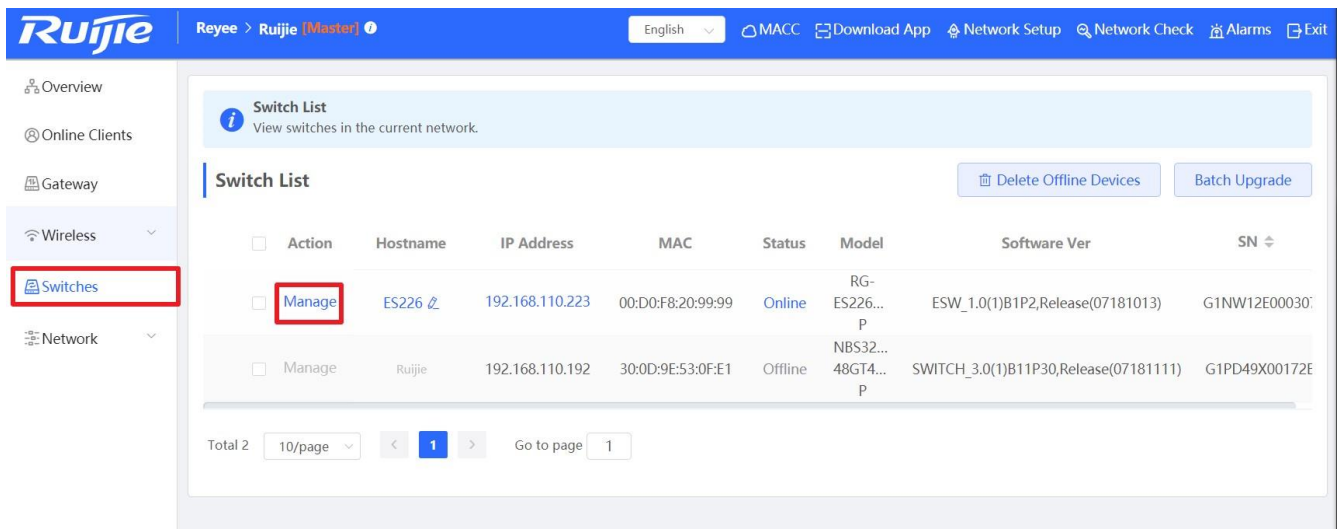 Ruijie
Reyee > Ruijie [Master]
English
MACC
Download App
Network Setup
Network Check
Alarms
Exit
Overview
Online Clients
Gateway
Wireless
Switches
Network
Switch List
View switches in the current network.
Switch List
Delete Offline Devices
Batch Upgrade
Action Hostname IP Address MAC Status Model Software Ver SN
Manage ES226 192.168.110.223 00:D0:F8:20:99:99 Online RG-ES226...P ESW_1.0(1)B1P2,Release(07181013) G1NW12E00030
Manage Ruijie 192.168.110.192 30:0D:9E:53:0F:E1 Offline NBS32...48GT4...P SWITCH_3.0(1)B11P30,Release(07181111) G1PD49X00172
Total 2 10/page < 1 > Go to page 1